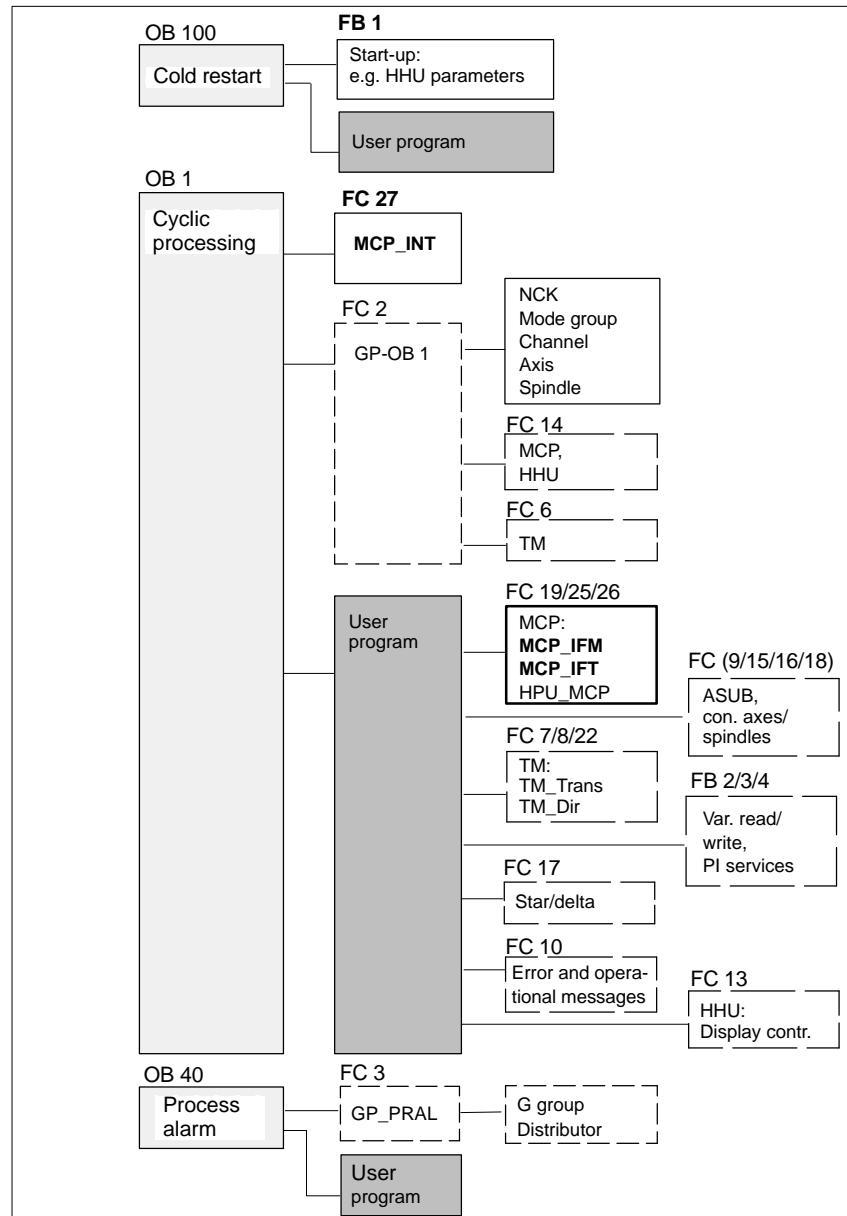 OB 100
Cold restart
FB 1
Start-up:
e.g. HHU parameters
User program
OB 1
Cyclic
processing
FC 27
MCP_INT
FC 2
GP-OB 1
NCK
Mode group
Channel
Axis
Spindle
FC 14
MCP,
HHU
FC 6
TM
User
program
FC 19/25/26
MCP:
MCP_IFM
MCP_IFT
HPU_MCP
FC (9/15/16/18)
ASUB,
con. axes/
spindles
FC 7/8/22
TM:
TM_Trans
TM_Dir
FB 2/3/4
Var. read/
write,
PI services
FC 17
Star/delta
FC 10
Error and opera-
tional messages
FC 13
HHU:
Display contr.
OB 40
Process
alarm
FC 3
GP_PRAL
G group
Distributor
User
program